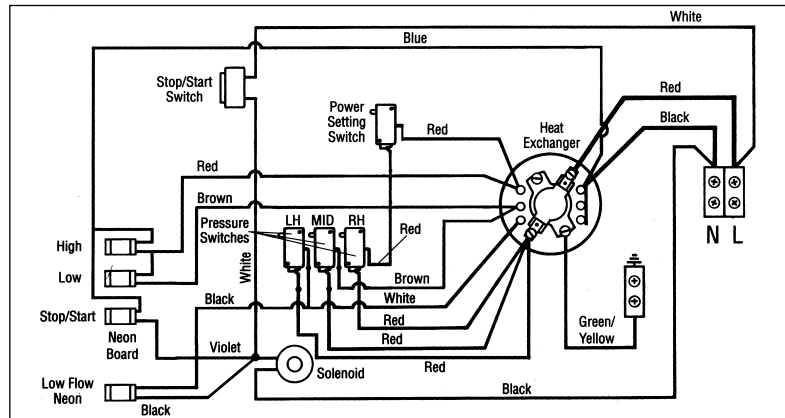 White
Blue
Stop/Start
Switch
Power
Setting
Switch
Red
Heat
Exchanger
Red
Black
Red
Brown
LH MID RH
Pressure
Switches
Red
N L
High
Low
White
Brown
Black
White
Stop/Start
Neon
Board
Red
Red
Green/
Yellow
Violet
Solenoid
Red
Low Flow
Neon
Black
Black